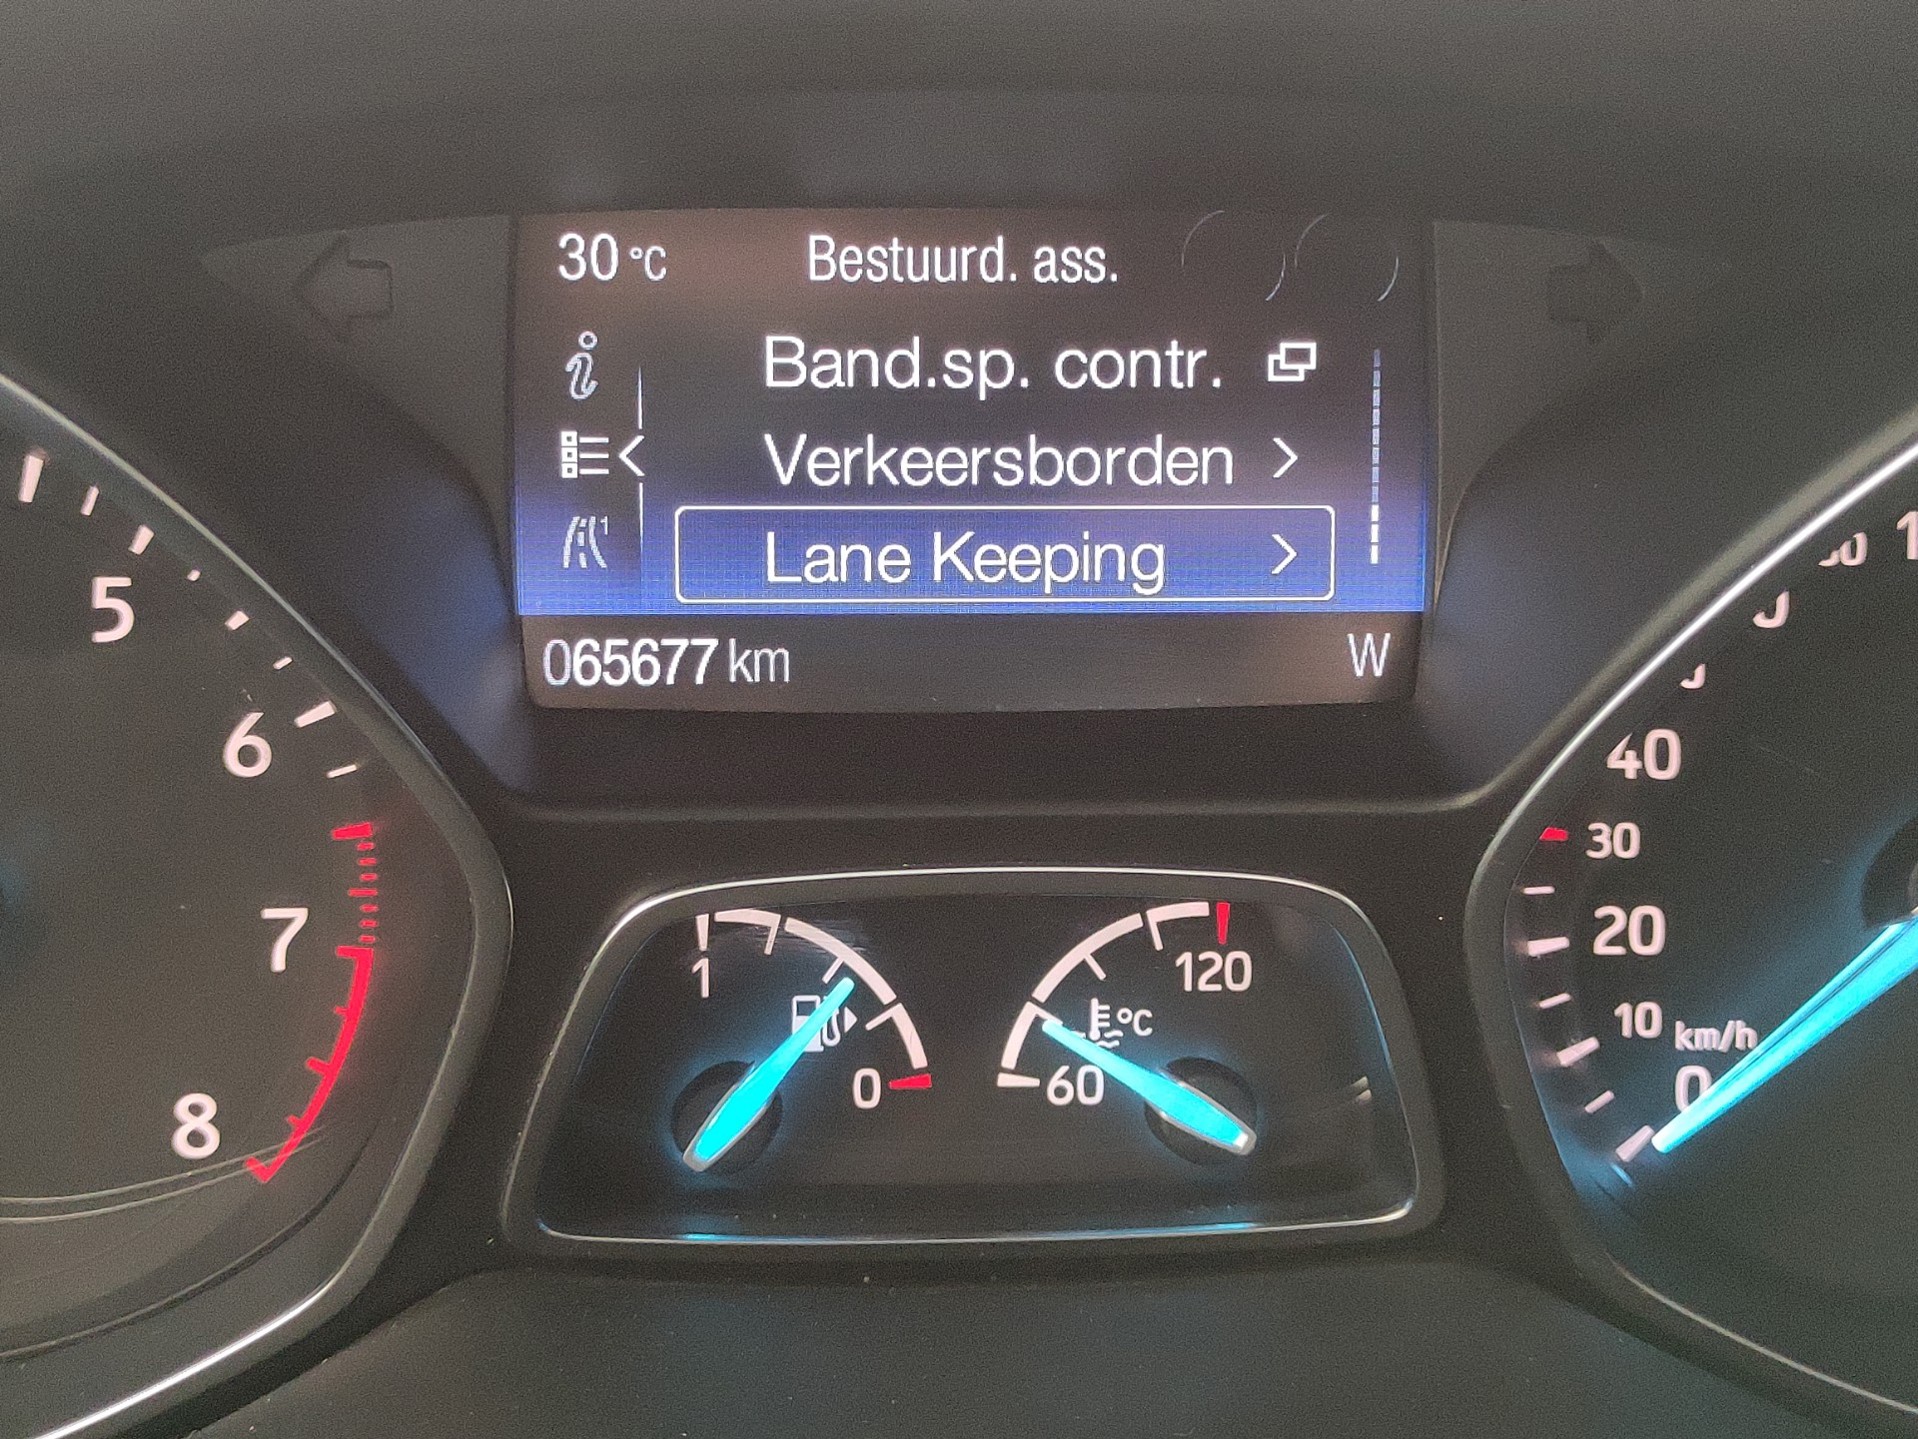 30 °C Bestuurd. ass.
Band.sp. contr.
Verkeersborden >
1 Lane Keeping >
065677 km W
5
6
7
8
40
30
20
10 km/h
0
1
0
120
°C
60